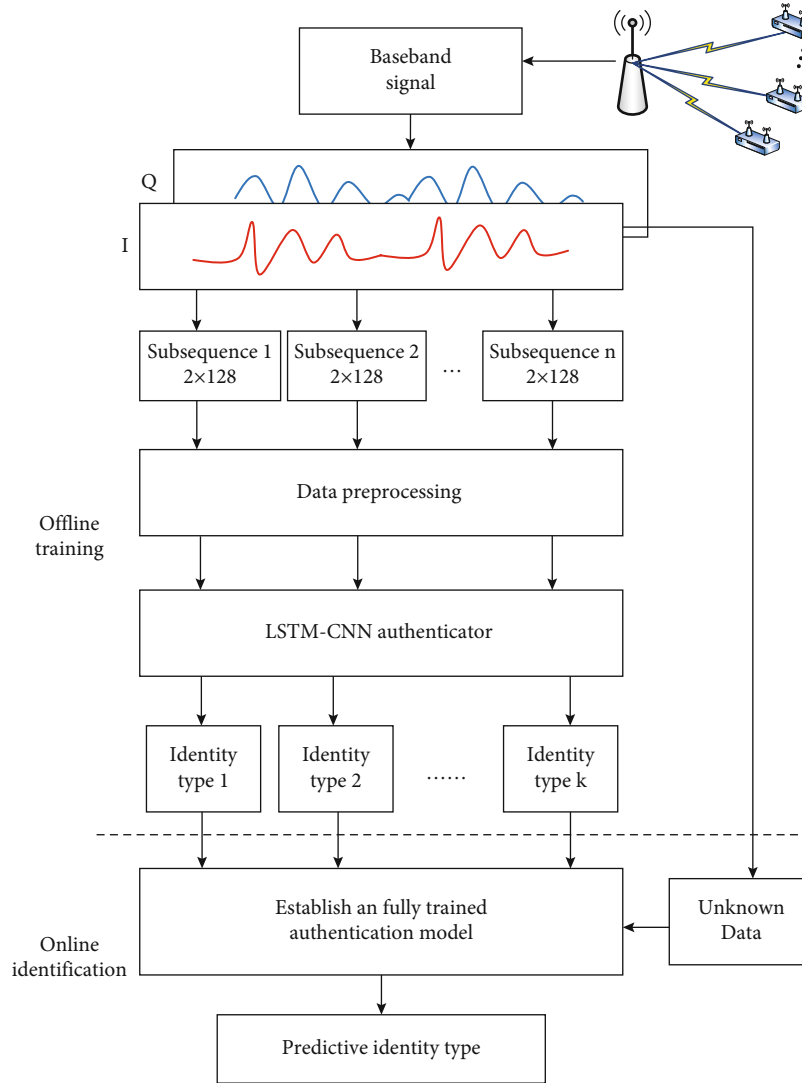 Baseband
signal
Q
I
Subsequence 1
2×128
Subsequence 2
2×128
...
Subsequence n
2×128
Data preprocessing
Offline
training
LSTM-CNN authenticator
Identity
type 1
Identity
type 2
......
Identity
type k
Establish an fully trained
authentication model
Unknown
Data
Online
identification
Predictive identity type